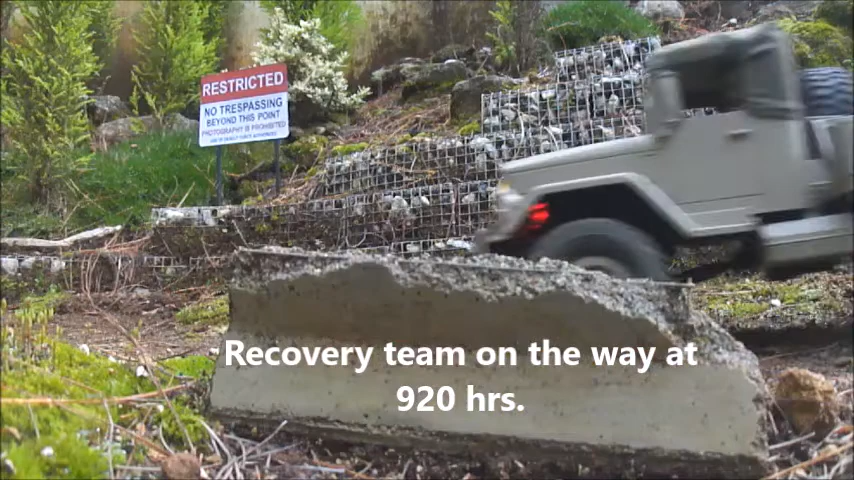 RESTRICTED
NO TRESPASSING
BEYOND THIS POINT
PHOTOGRAPHY IS PROHIBITED
Recovery team on the way at
920 hrs.